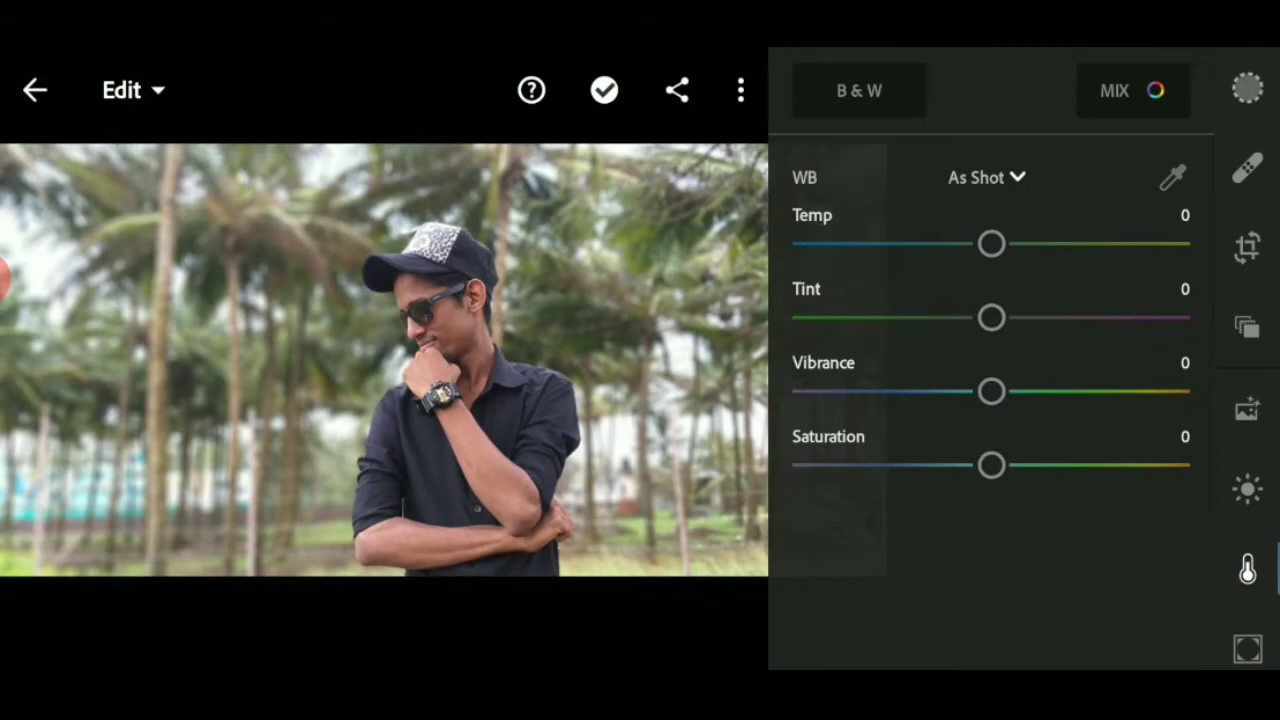 Edit
B & W
MIX
WB
As Shot
Temp
0
Tint
0
Vibrance
0
Saturation
0